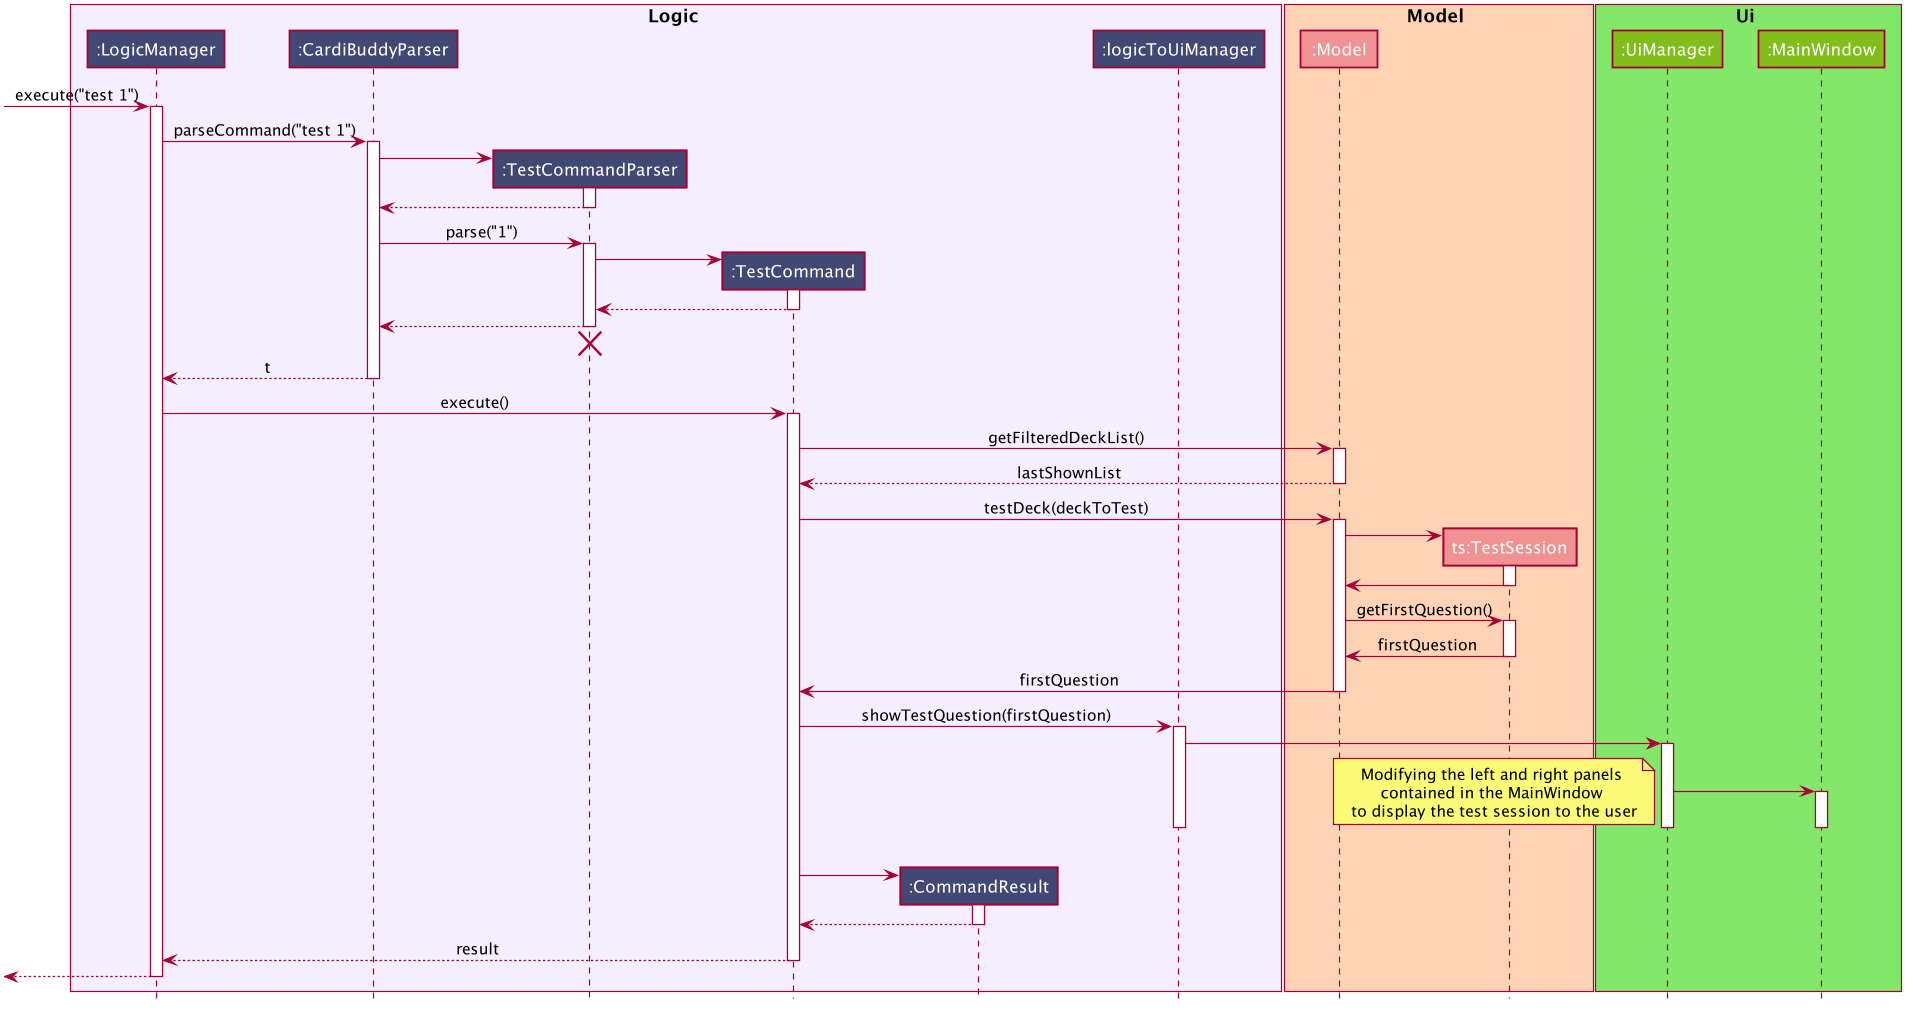 Logic
Model
Ui
:LogicManager
:CardiBuddyParser
:logicToUiManager
:Model
:UiManager
:MainWindow
execute("test 1")
parseCommand("test 1")
:TestCommandParser
parse("1")
:TestCommand
t
execute()
getFilteredDeckList()
lastShownList
testDeck(deckToTest)
ts:TestSession
getFirstQuestion()
firstQuestion
firstQuestion
showTestQuestion(firstQuestion)
Modifying the left and right panels
contained in the MainWindow
to display the test session to the user
:CommandResult
result